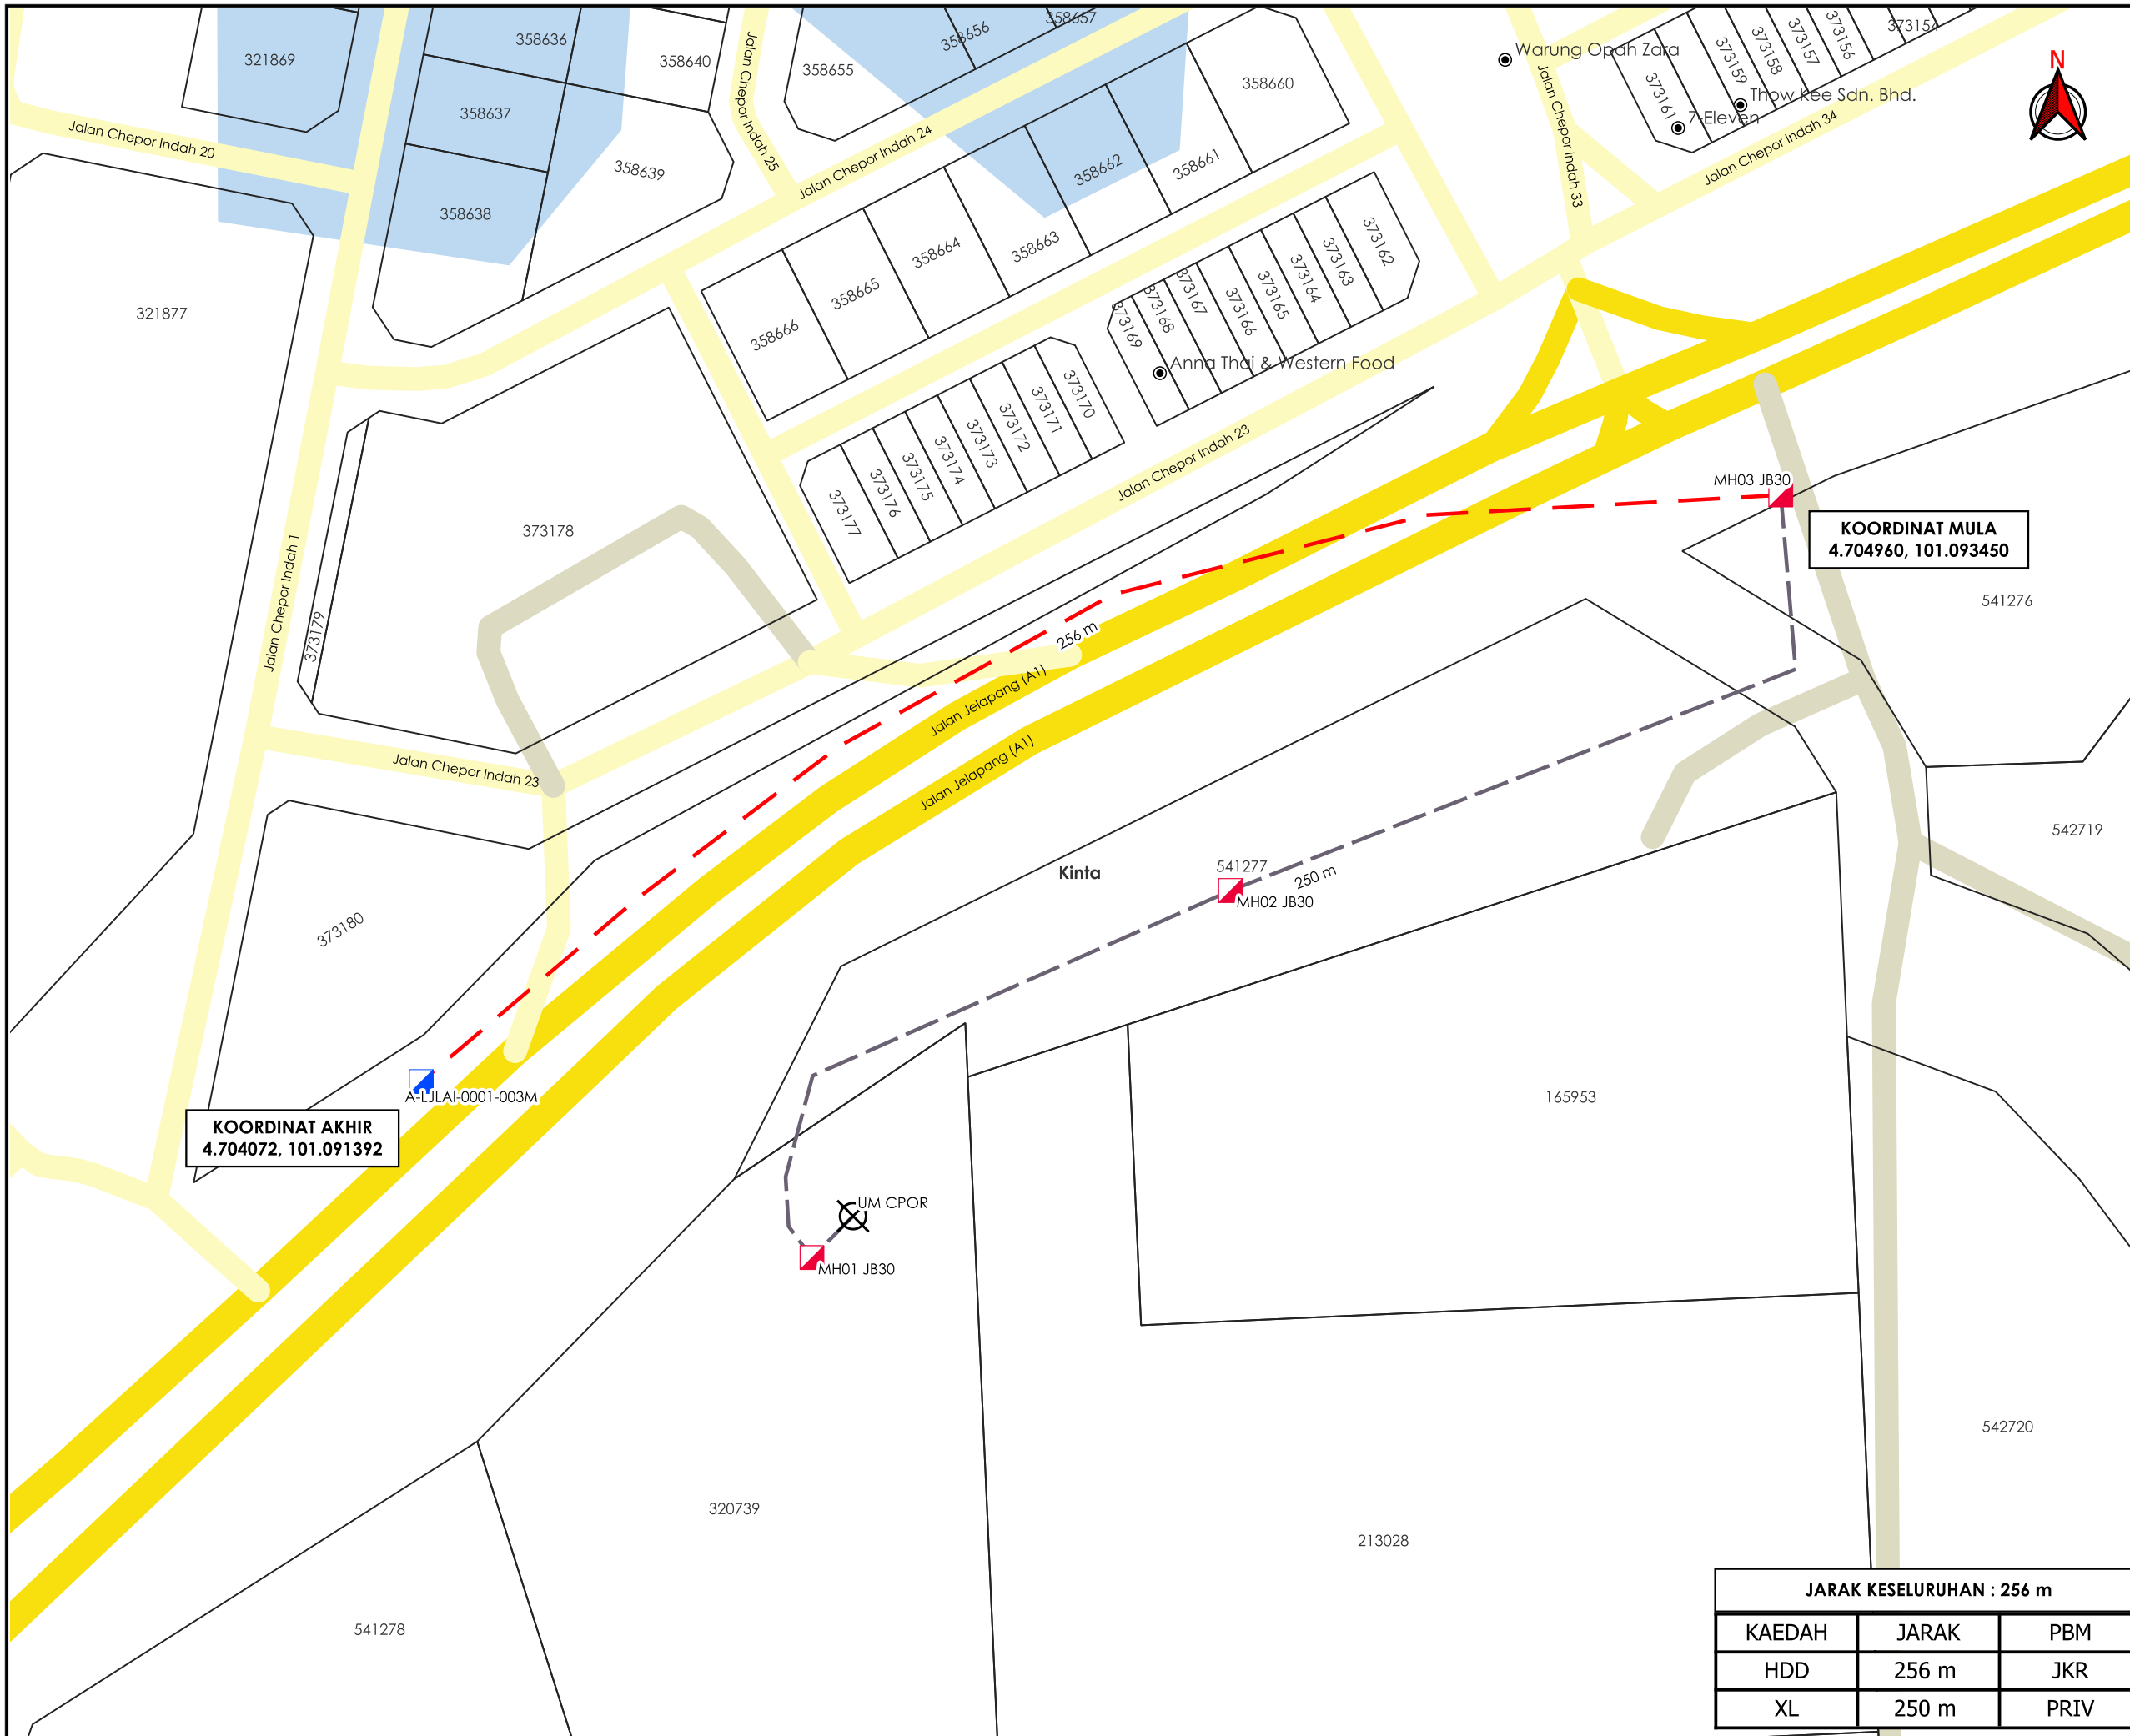 321869
358636
358640
Jalan Chepor Indah 25
358655
358656
358657
358660
Warung Opah Zara
373161
373159
373158
373157
373156
373154
Thow Kee Sdn. Bhd.
7-Eleven
N
Jalan Chepor Indah 20
358637
358639
358638
Jalan Chepor Indah 24
358662
358661
Jalan Chepor Indah 33
Jalan Chepor Indah 34
321877
358666
358665
358664
358663
373169
373168
373167
373166
373165
373164
373163
373162
Anna Thai & Western Food
373177
373176
373175
373174
373173
373172
373171
373170
Jalan Chepor Indah 23
MH03 JB30
KOORDINAT MULA
4.704960, 101.093450
373178
Jalan Chepor Indah 1
373179
541276
256 m
Jalan Jelapang (A1)
Jalan Jelapang (A1)
Jalan Chepor Indah 23
542719
Kinta
541277
250 m
MH02 JB30
373180
A-LJLAI-0001-003M
KOORDINAT AKHIR
4.704072, 101.091392
165953
UM CPOR
MH01 JB30
542720
320739
213028
541278
JARAK KESELURUHAN : 256 m
KAEDAH JARAK PBM
HDD 256 m JKR
XL 250 m PRIV